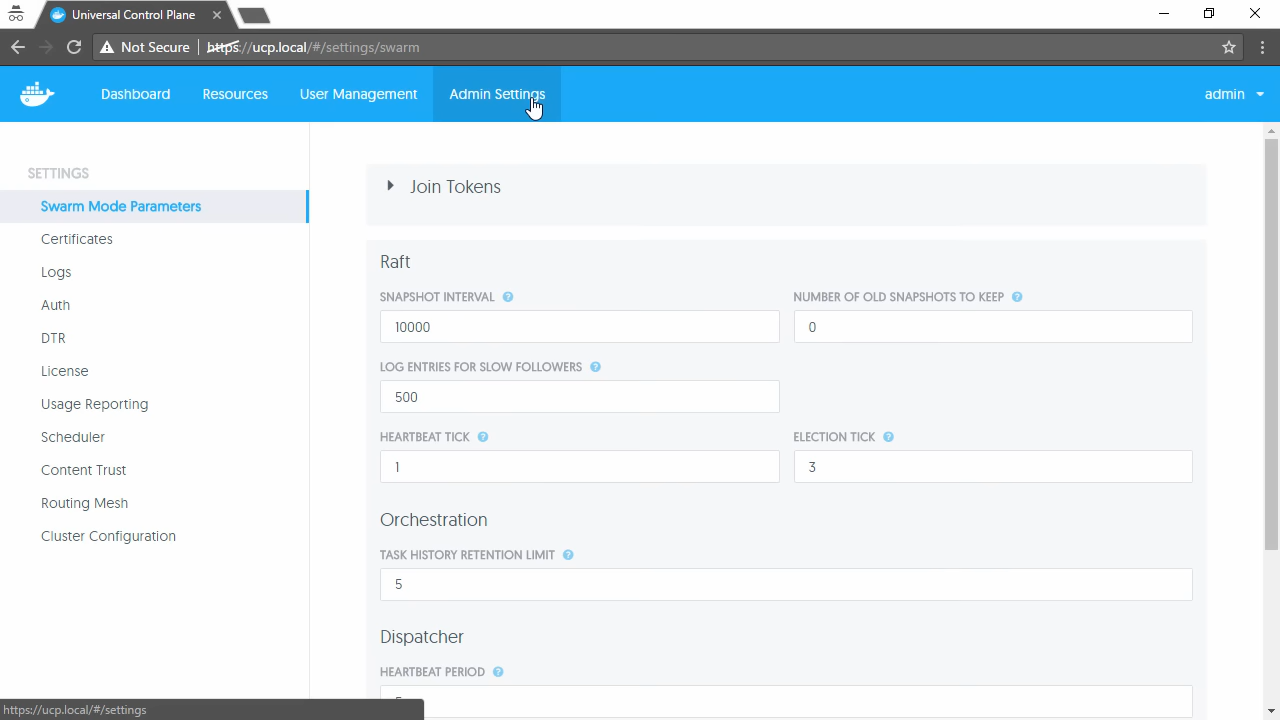 Universal Control Plane
Not Secure | https://ucp.local/#/settings/swarm
Dashboard Resources User Management Admin Settings admin
SETTINGS
Swarm Mode Parameters
Certificates
Logs
Auth
DTR
License
Usage Reporting
Scheduler
Content Trust
Routing Mesh
Cluster Configuration
Join Tokens
Raft
SNAPSHOT INTERVAL ? NUMBER OF OLD SNAPSHOTS TO KEEP ?
10000 0
LOG ENTRIES FOR SLOW FOLLOWERS ?
500
HEARTBEAT TICK ? ELECTION TICK ?
1 3
Orchestration
TASK HISTORY RETENTION LIMIT ?
5
Dispatcher
HEARTBEAT PERIOD ?
https://ucp.local/#/settings